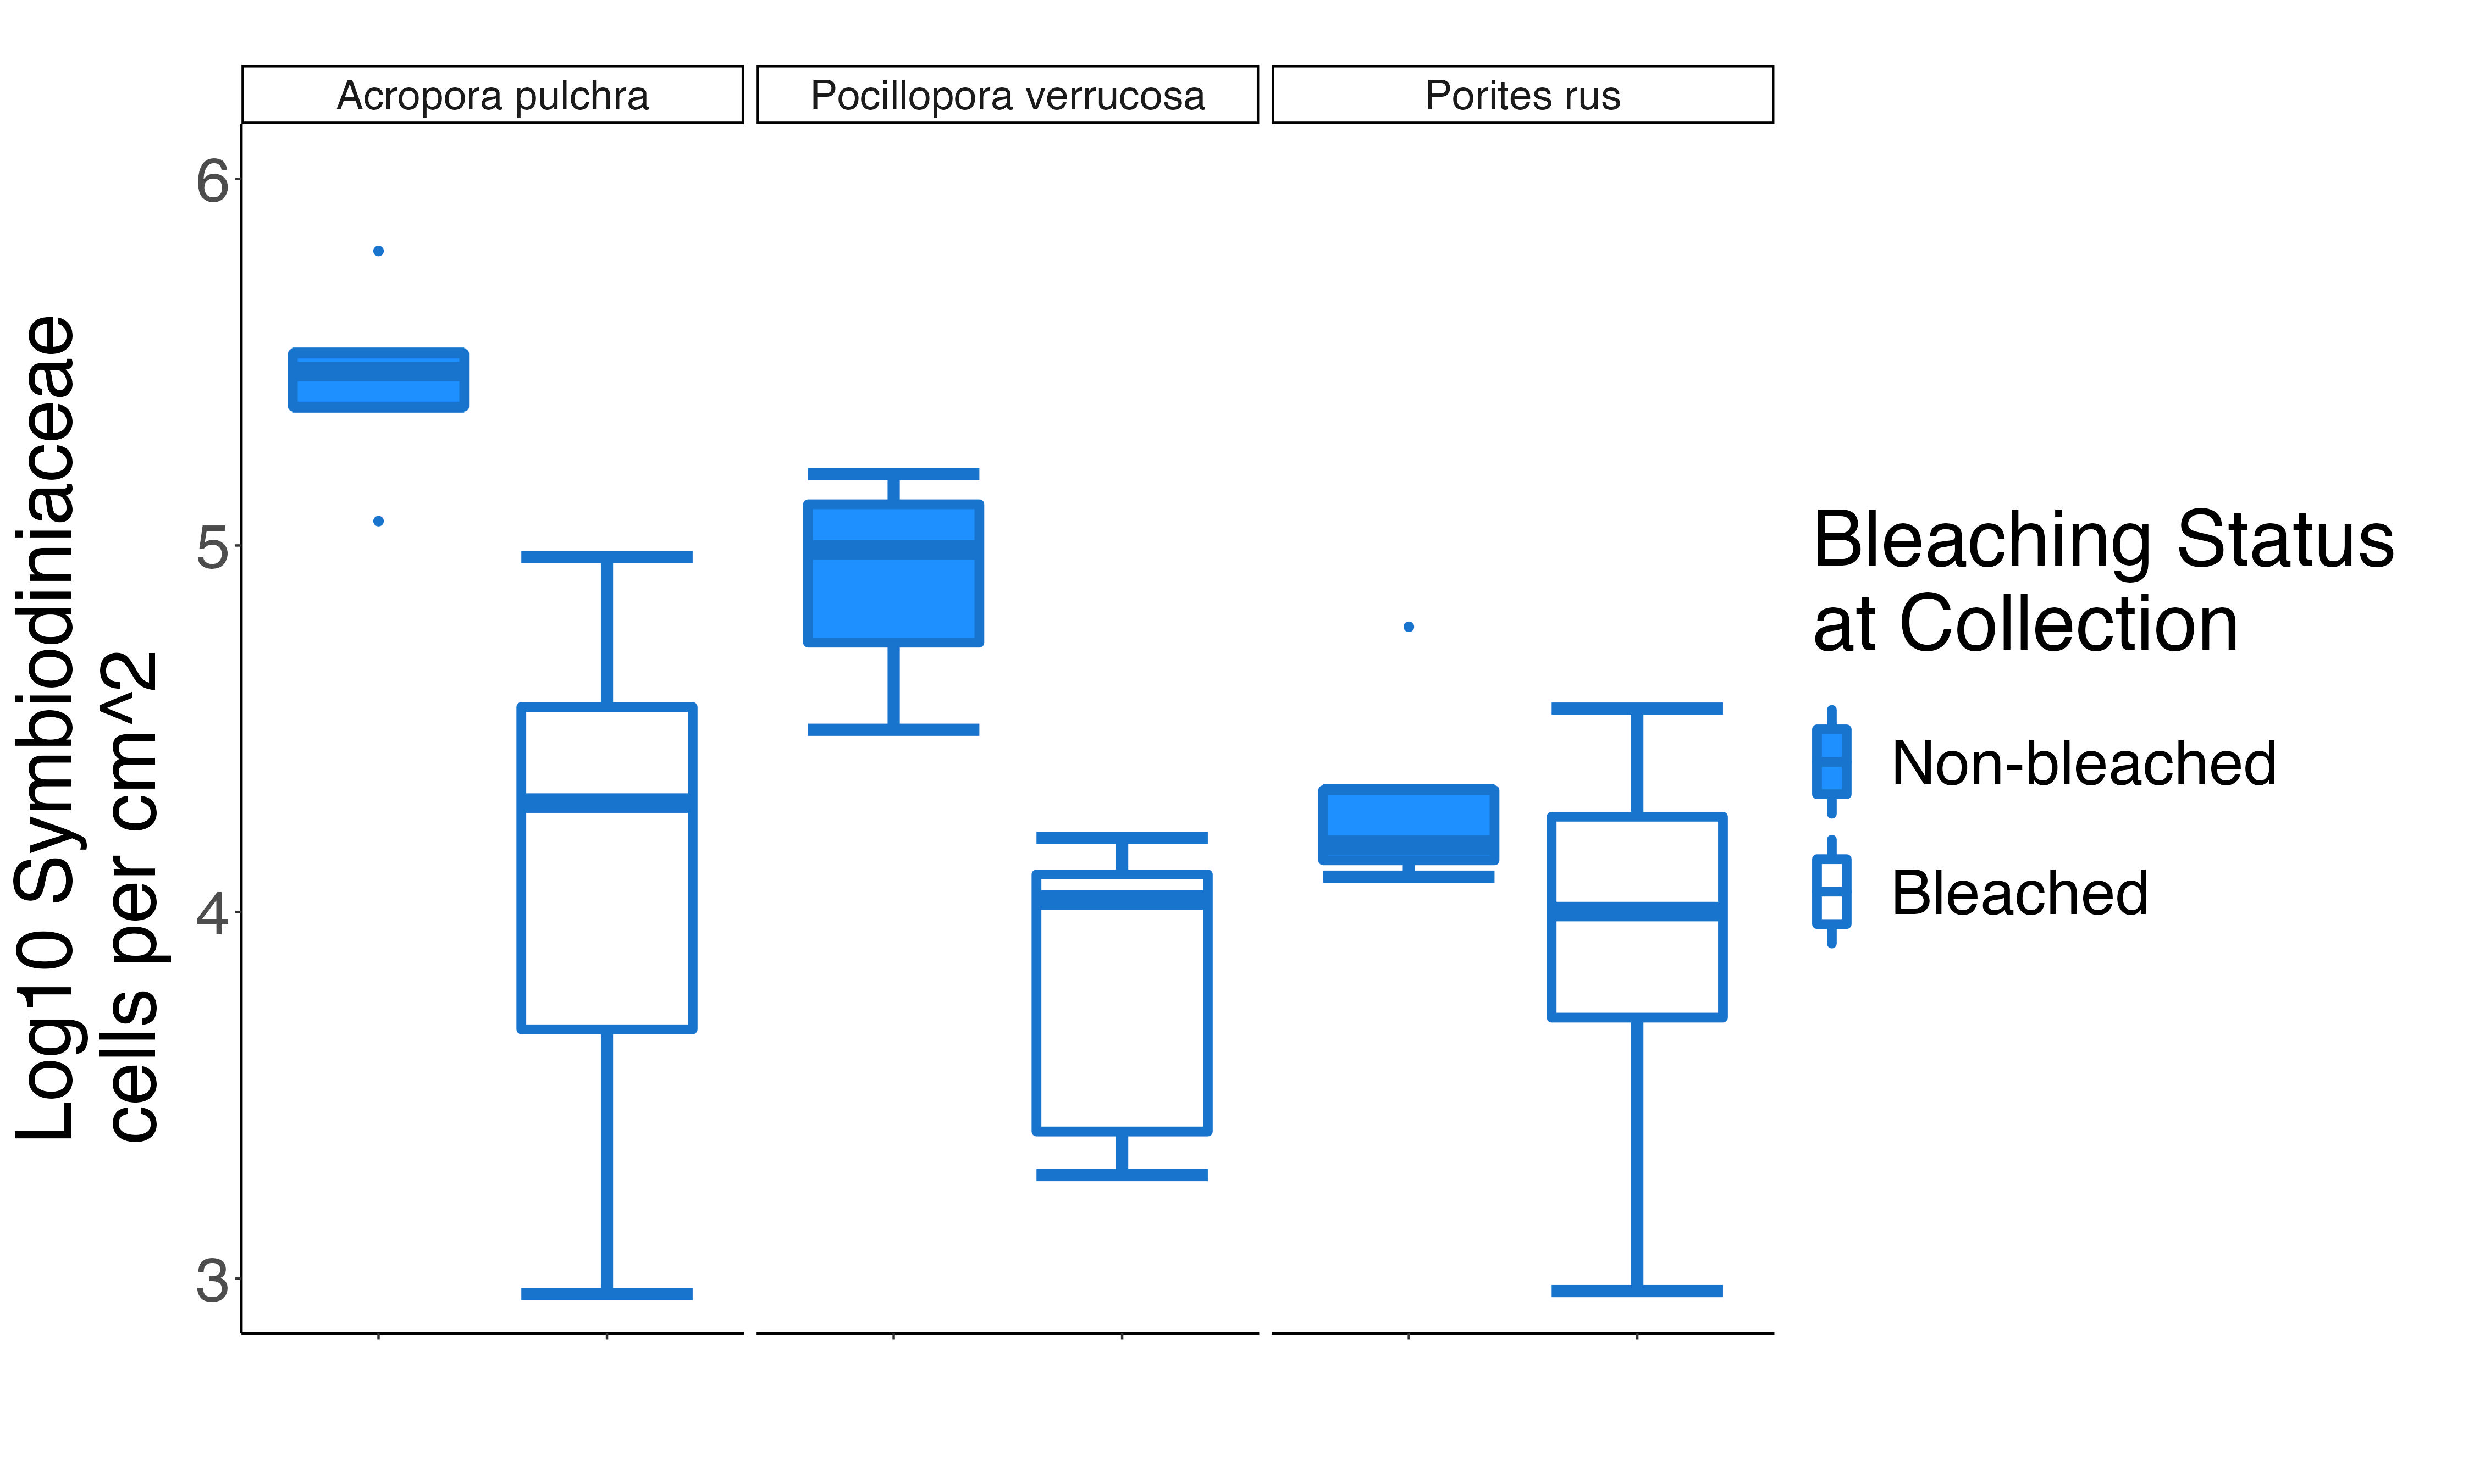 Acropora pulchra
Pocillopora verrucosa
Porites rus
6
5
4
3
Log10 Symbiodiniaceae
cells per cm^2
Bleaching Status
at Collection
Non-bleached
Bleached